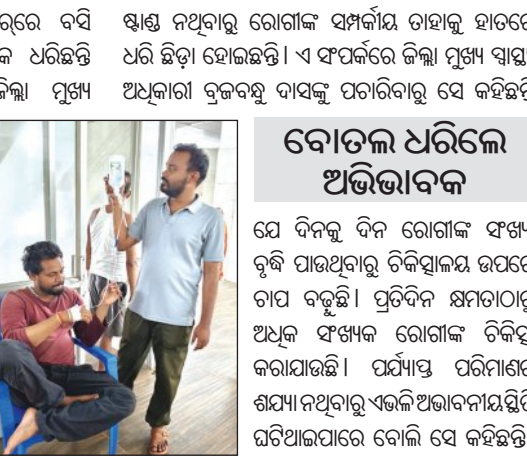 ବସି
ଧରିଛନ୍ତି
ମୁଖ୍ୟ
ଷ୍ଟାଣ୍ଡ ନଥିବାରୁ ରୋଗୀଙ୍କ ସମ୍ପର୍କୀୟ ତାହାକୁ ହାତରେ
ଧରି ଛିଡ଼ା ହୋଇଛନ୍ତି। ଏ ସଂପର୍କରେ ଜିଲ୍ଲା ମୁଖ୍ୟ ସ୍ୱାସ୍ଥ୍ୟ
ଅଧିକାରୀ ବ୍ରଜବନ୍ଧୁ ଦାସଙ୍କୁ ପଚାରିବାରୁ ସେ କହିଛନ୍ତି
ବୋତଲ ଧରିଲେ
ଅଭିଭାବକ
ଯେ ଦିନକୁ ଦିନ ରୋଗୀଙ୍କ ସଂଖ୍ୟା
ବୃଦ୍ଧି ପାଉଥିବାରୁ ଚିକିତ୍ସାଳୟ ଉପରେ
ଚାପ ବଢ଼ୁଛି। ପ୍ରତିଦିନ କ୍ଷମତାଠାରୁ
ଅଧିକ ସଂଖ୍ୟକ ରୋଗୀଙ୍କ ଚିକିତ୍ସା
କରାଯାଉଛି। ପର୍ଯ୍ୟାପ୍ତ ପରିମାଣର
ଶଯ୍ୟା ନଥିବାରୁ ଏଭଳି ଅଭାବନୀୟ ସ୍ଥିତି
ଘଟିଥାଇପାରେ ବୋଲି ସେ କହିଛନ୍ତି